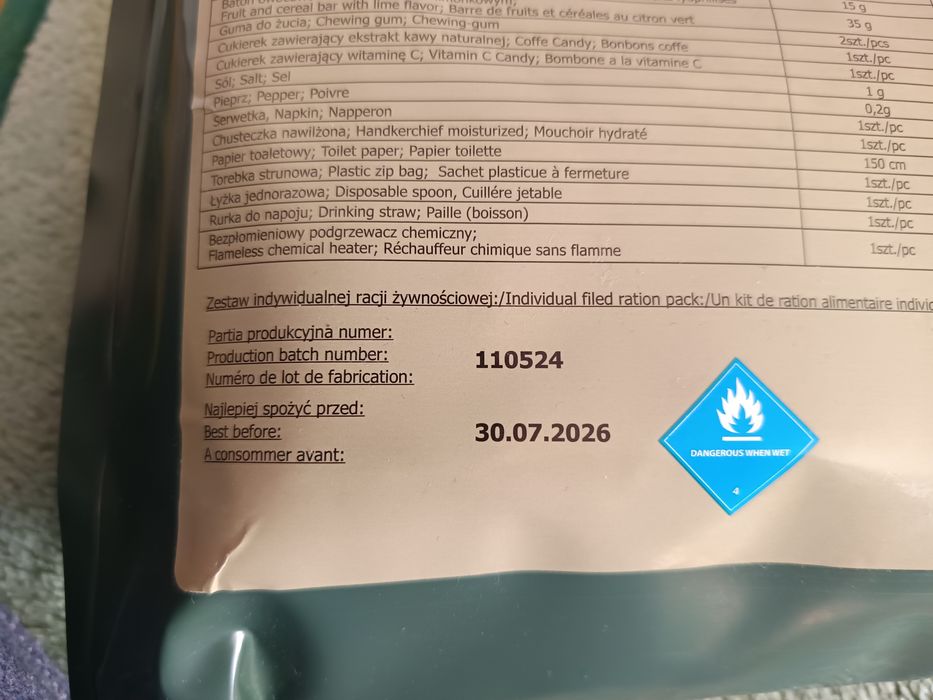 Fruit and cereal bar with lime flavor; Barre de fruits et céréales au citron vert
15 g
Guma do żucia; Chewing gum; Chewing-gum
35 g
Cukierek zawierający ekstrakt kawy naturalnej; Coffe Candy; Bonbons coffe
2szt./pcs
Cukierek zawierający witaminę C; Vitamin C Candy; Bombone a la vitamine C
1szt./pc
Sól; Salt; Sel
1szt./pc
Pieprz; Pepper; Poivre
1 g
Serwetka, Napkin; Napperon
0,2g
Chusteczka nawilżona; Handkerchief moisturized; Mouchoir hydraté
1szt./pc
Papier toaletowy; Toilet paper; Papier toilette
1szt./pc
Torebka strunowa; Plastic zip bag; Sachet plasticue à fermeture
150 cm
Łyżka jednorazowa; Disposable spoon, Cuillére jetable
1szt./pc
Rurka do napoju; Drinking straw; Paille (boisson)
1szt./pc
Bezpłomieniowy podgrzewacz chemiczny;
1szt./pc
Flameless chemical heater; Réchauffeur chimique sans flamme
1szt./pc
Zestaw indywidualnej racji żywnościowej:/Individual filed ration pack:/Un kit de ration alimentaire
Partia produkcyjna numer:
Production batch number:
110524
Numéro de lot de fabrication:
Najlepiej spożyć przed:
Best before:
30.07.2026
A consommer avant:
DANGEROUS WHEN WET
4